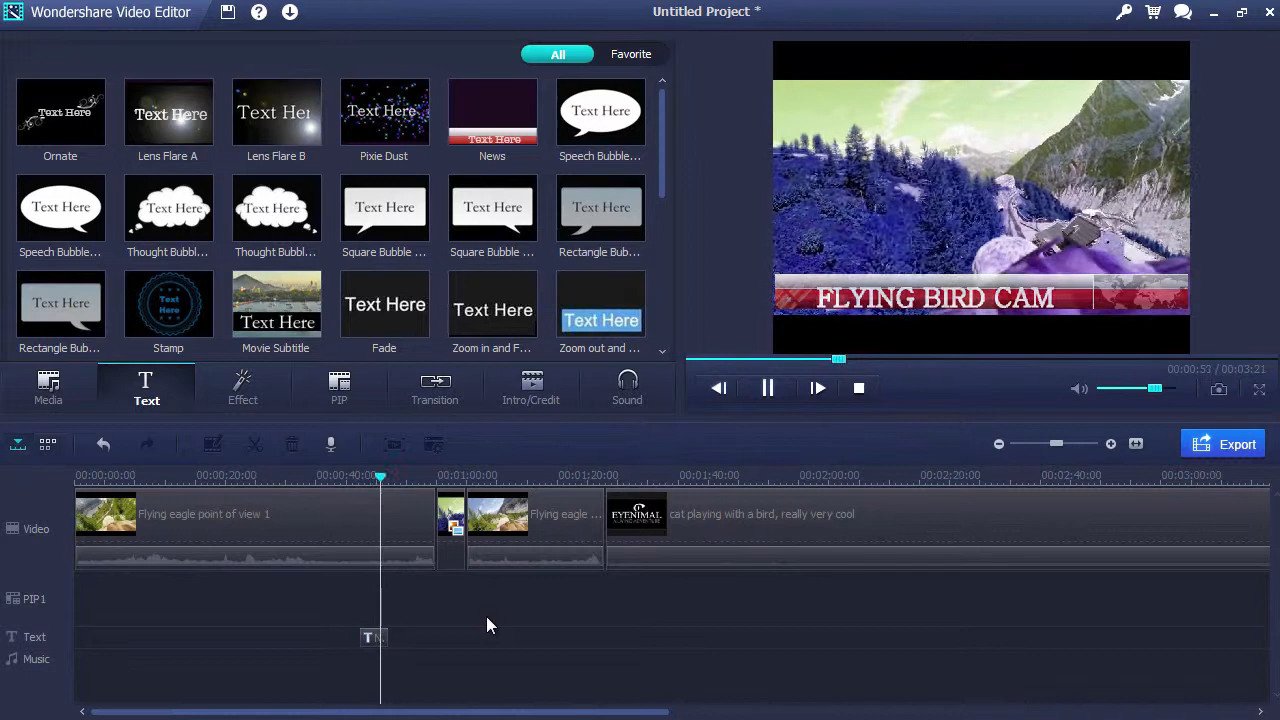 Wondershare Video Editor
Untitled Project *
All
Favorite
Text Here
Text Here
Text Here
Text Here
Text Here
Ornate
Lens Flare A
Lens Flare B
Pixie Dust
News
Speech Bubble...
Text Here
Text Here
Text Here
Text Here
Text Here
Text Here
Text Here
Speech Bubble...
Thought Bubbl...
Thought Bubbl...
Square Bubble ...
Square Bubble ...
Rectangle Bub...
Text Here
Text Here
Text Here
Text Here
Text Here
Text Here
Rectangle Bub...
Stamp
Movie Subtitle
Fade
Zoom in and F...
Zoom out and ...
FLYING BIRD CAM
00:00:57 / 00:03:21
Media
Text
Effect
PIP
Transition
Intro/Credit
Sound
Export
00:00:00:00
00:00:20:00
00:00:40:00
00:01:00:00
00:01:20:00
00:01:40:00
00:02:00:00
00:02:20:00
00:02:40:00
00:03:00:00
Video
Flying eagle point of view 1
Flying eagle ...
EYENIMAL
cat playing with a bird, really very cool
PIP1
Text
T N.
Music